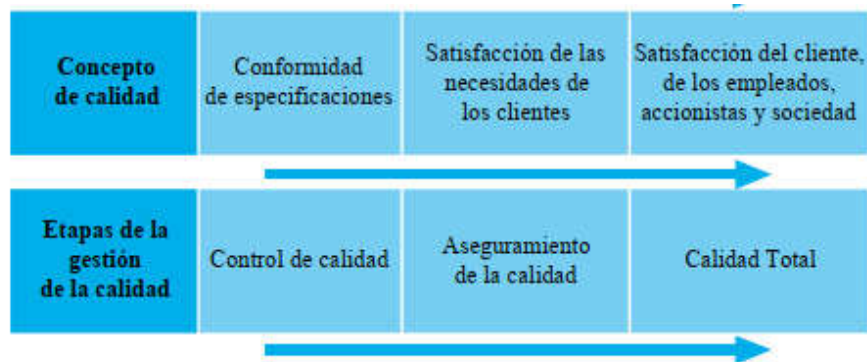 Concepto
de calidad
Conformidad
de especificaciones
Satisfacción de las
necesidades de
los clientes
Satisfacción del cliente,
de los empleados,
accionistas y sociedad
Etapas de la
gestión
de la calidad
Control de calidad
Aseguramiento
de la calidad
Calidad Total